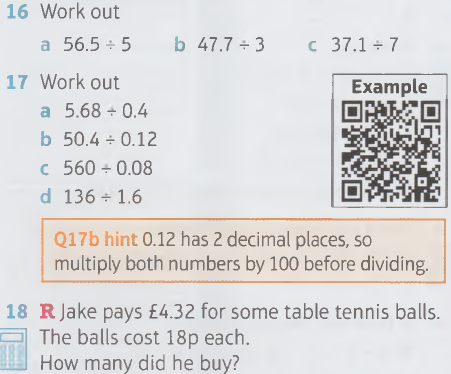 16 Work out
a 56.5 ÷ 5 b 47.7 ÷ 3 c 37.1 ÷ 7
17 Work out
a 5.68 ÷ 0.4
b 50.4 ÷ 0.12
c 560 ÷ 0.08
d 136 ÷ 1.6
Example
Q17b hint 0.12 has 2 decimal places, so
multiply both numbers by 100 before dividing.
18 R Jake pays £4.32 for some table tennis balls.
The balls cost 18p each.
How many did he buy?